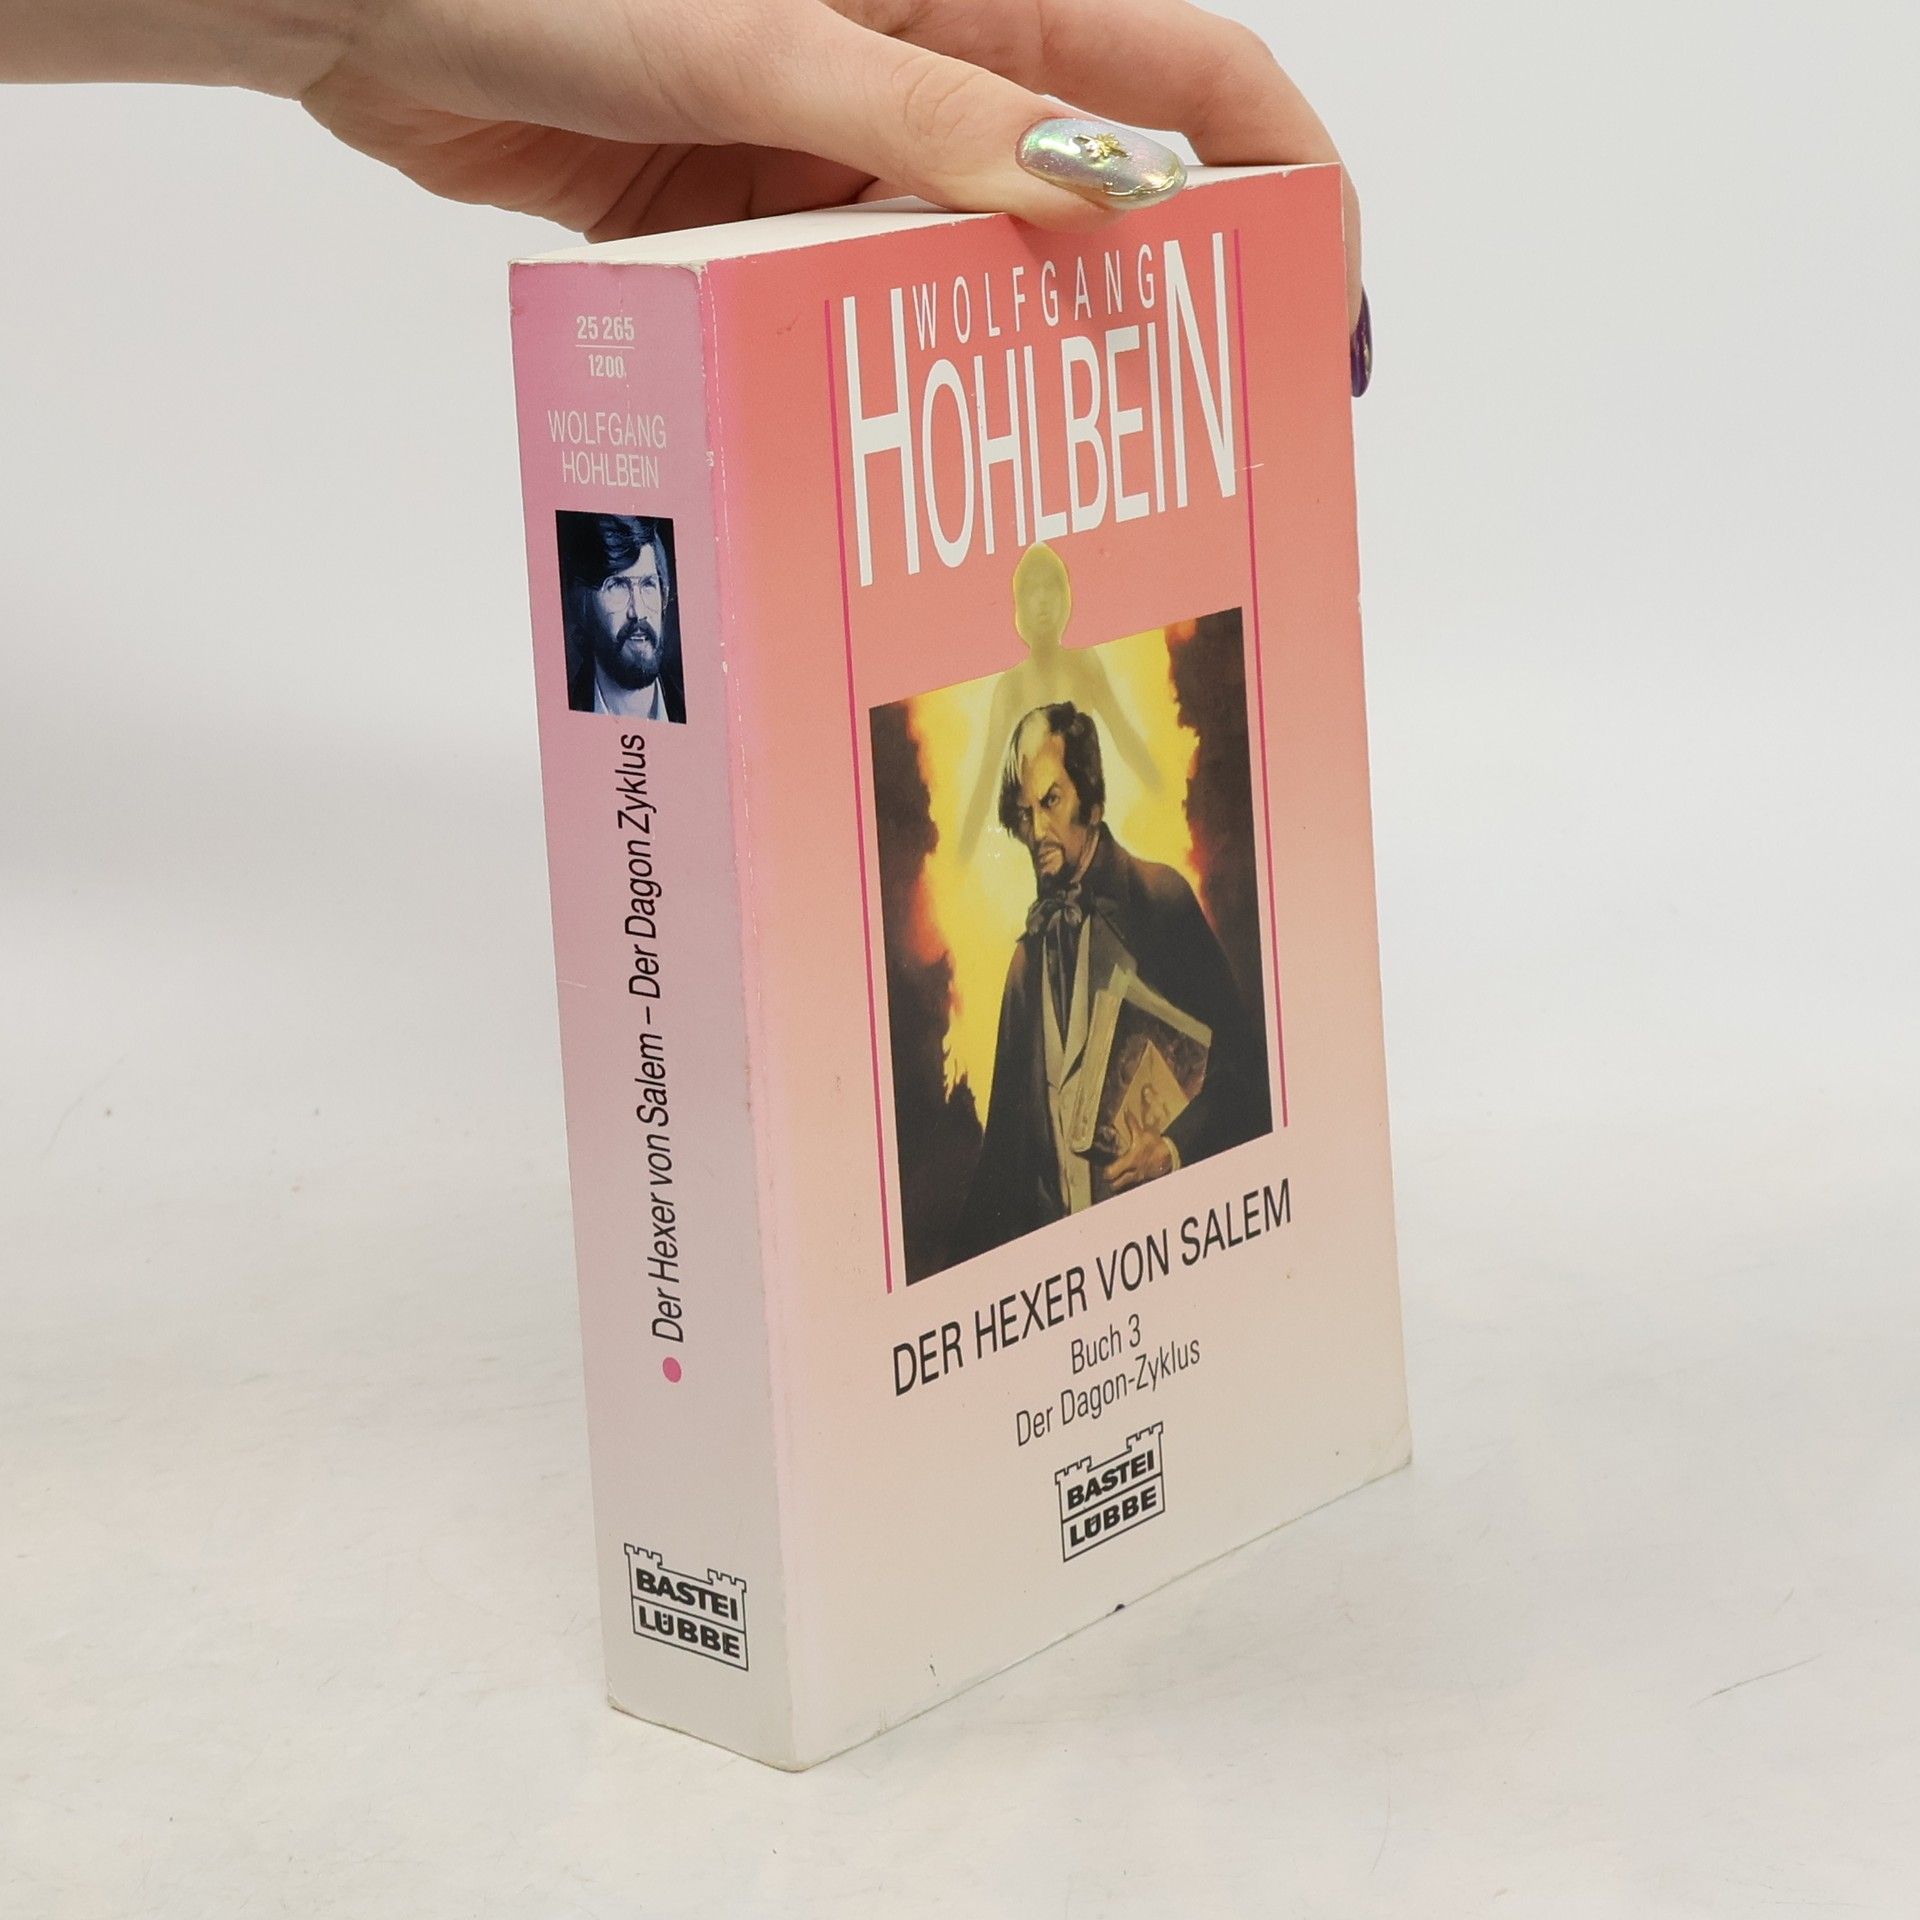 25 265
1200
WOLFGANG
HOHLBEIN
Der Hexer von Salem – Der Dagon Zyklus
BASTEI
LÜBBE
WOLFGANG
HOHLBEIN
DER HEXER VON SALEM
Buch 3
Der Dagon-Zyklus
BASTEI
LÜBBE